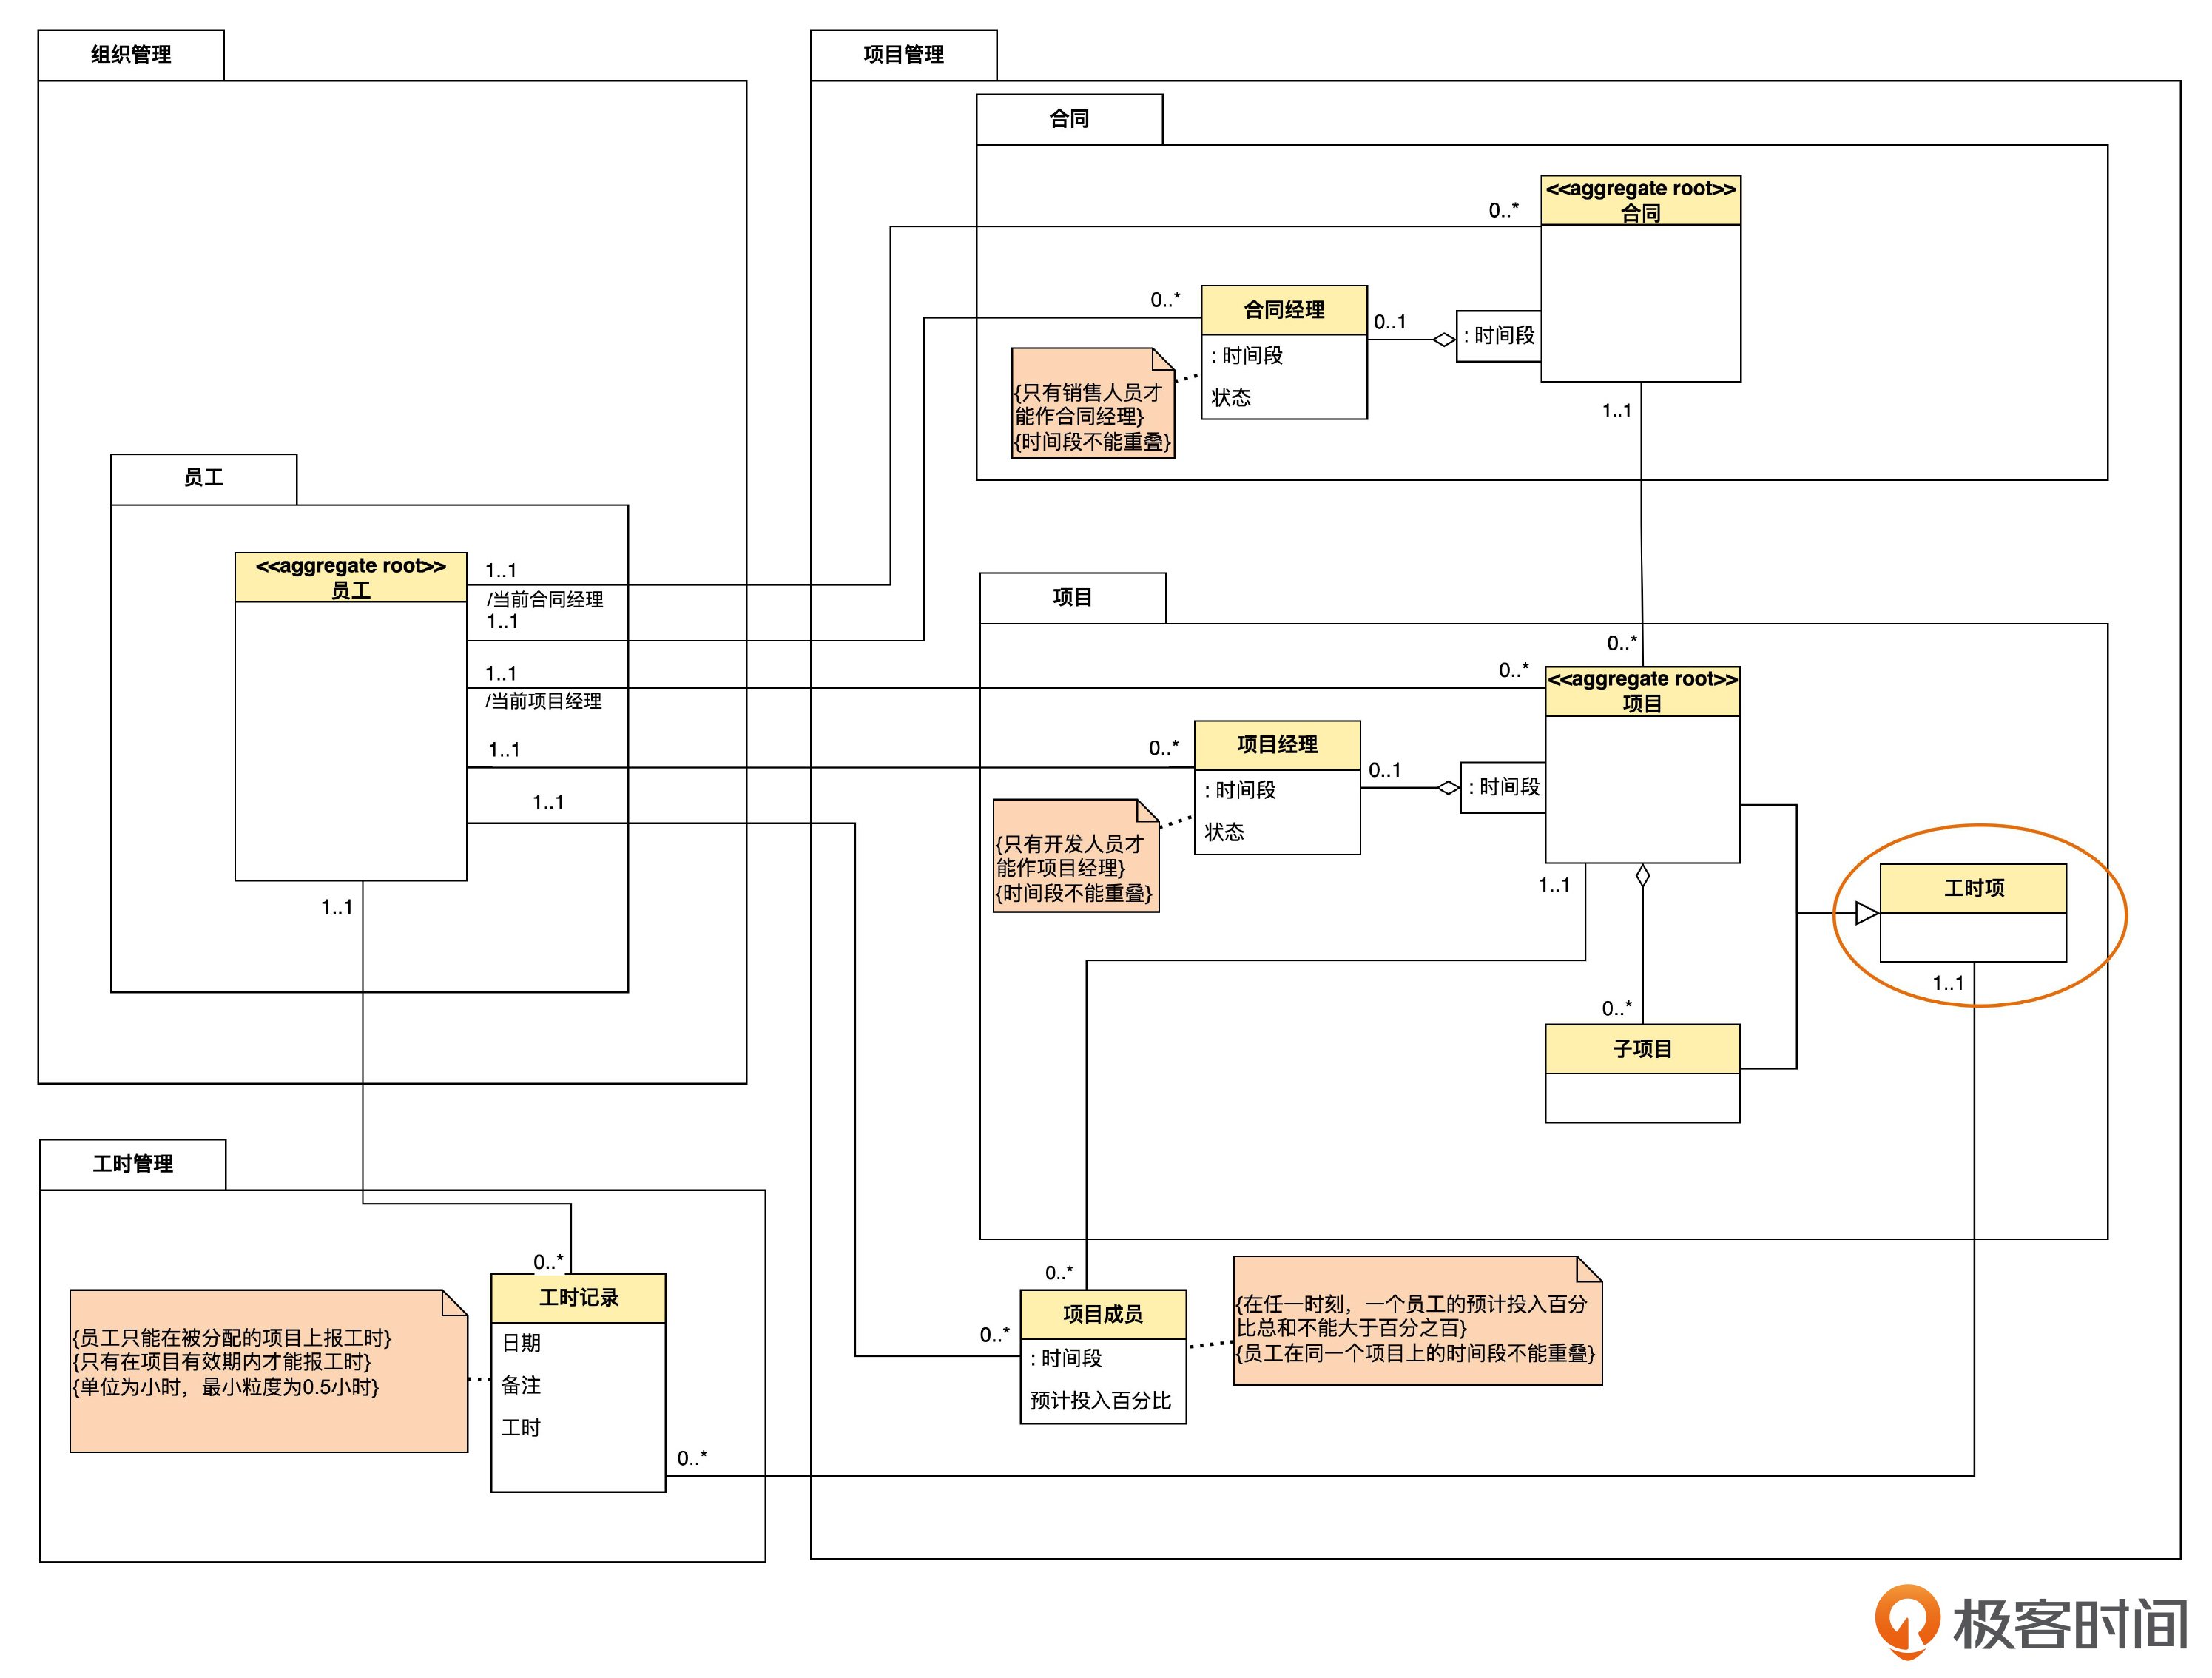 组织管理
项目管理
合同
<<aggregate root>>
合同
0..*
合同经理
: 时间段
状态
0..*
0..1
: 时间段
{只有销售人员才
能作合同经理}
{时间段不能重叠}
1..1
员工
<<aggregate root>>
员工
1..1
/当前合同经理
1..1
1..1
/当前项目经理
1..1
1..1
1..1
项目
0..*
0..*
<<aggregate root>>
项目
项目经理
: 时间段
状态
0..*
0..1
: 时间段
{只有开发人员才
能作项目经理}
{时间段不能重叠}
1..1
工时项
1..1
0..*
子项目
工时管理
0..*
工时记录
日期
备注
工时
0..*
{员工只能在被分配的项目上报工时}
{只有在项目有效期内才能报工时}
{单位为小时，最小粒度为0.5小时}
0..*
0..*
项目成员
: 时间段
预计投入百分比
{在任一时刻，一个员工的预计投入百分
比总和不能大于百分之百}
{员工在同一个项目上的时间段不能重叠}
极客时间